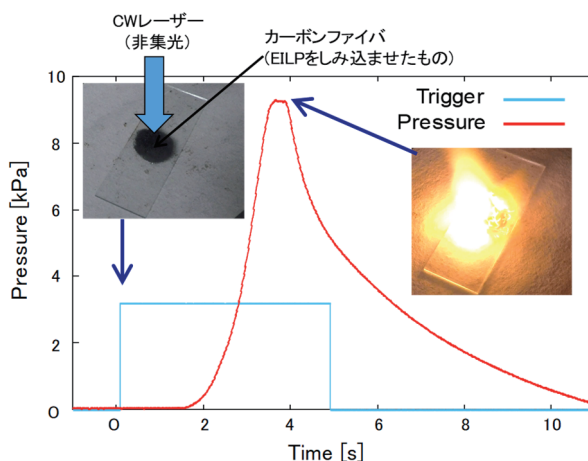 CWレーザー
(非集光)
カーボンファイバ
(EILPをしみ込ませたもの)
10
8
6
4
2
O
Pressure [kPa]
Trigger
Pressure
O
2
4
6
8
10
Time [s]